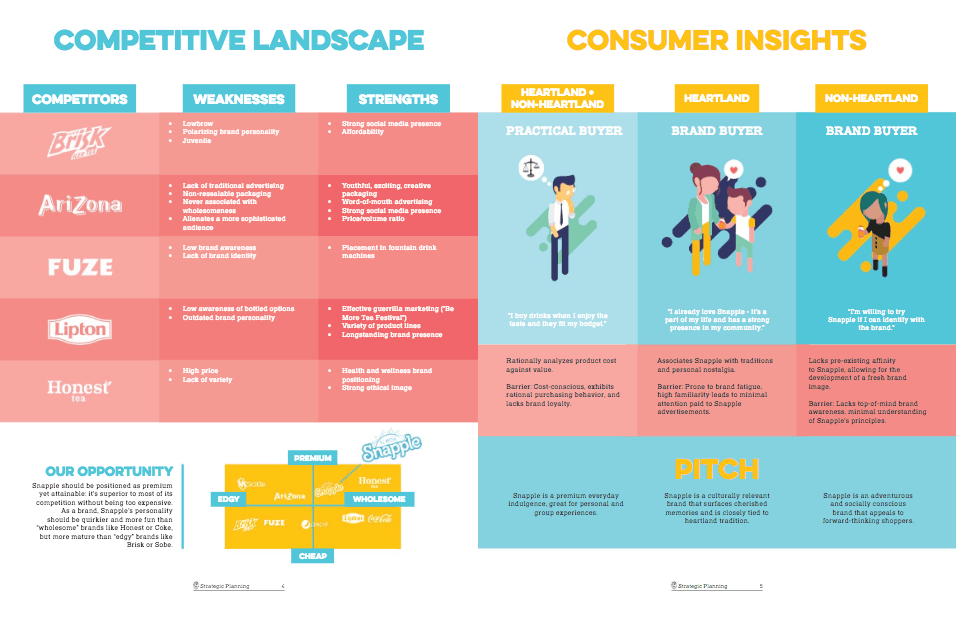 COMPETITIVE LANDSCAPE
COMPETITORS
WEAKNESSES
STRENGTHS
BRISK
ICED TEA
• Lowbrow
• Polarizing brand personality
• Juvenile
• Strong social media presence
• Affordability
AriZona
• Lack of traditional advertising
• Non-resealable packaging
• Never associated with
wholesomeness
• Alienates a more sophisticated
audience
• Youthful, exciting, creative
packaging
• Word-of-mouth advertising
• Strong social media presence
• Price/volume ratio
FUZE
• Low brand awareness
• Lack of brand identity
• Placement in fountain drink
machines
Lipton
• Low awareness of bottled options
• Outdated brand personality
• Effective guerrilla marketing ("Be
More Tea Festival")
• Variety of product lines
• Longstanding brand presence
Honest
tea
• High price
• Lack of variety
• Health and wellness brand
positioning
• Strong ethical image
OUR OPPORTUNITY
Snapple should be positioned as premium
yet attainable: it's superior to most of its
competition without being too expensive.
As a brand, Snapple's personality
should be quirkier and more fun than
"wholesome" brands like Honest or Coke,
but more mature than "edgy" brands like
Brisk or Sobe.
PREMIUM
Snapple
EDGY
WHOLESOME
CHEAP
AriZona
Snapple
Honest
tea
BRISK
FUZE
Lipton
Coca-Cola
Strategic Planning 4
CONSUMER INSIGHTS
HEARTLAND +
NON-HEARTLAND
HEARTLAND
NON-HEARTLAND
PRACTICAL BUYER
BRAND BUYER
BRAND BUYER
"I buy drinks when I enjoy the
taste and they fit my budget."
"I already love Snapple - it's a
part of my life and has a strong
presence in my community."
"I'm willing to try
Snapple if I can identify with
the brand."
Rationally analyzes product cost
against value.
Barrier: Cost-conscious, exhibits
rational purchasing behavior, and
lacks brand loyalty.
Associates Snapple with traditions
and personal nostalgia.
Barrier: Prone to brand fatigue,
high familiarity leads to minimal
attention paid to Snapple
advertisements.
Lacks pre-existing affinity
to Snapple, allowing for the
development of a fresh brand
image.
Barrier: Lacks top-of-mind brand
awareness, minimal understanding
of Snapple's principles.
PITCH
Snapple is a premium everyday
indulgence, great for personal and
group experiences.
Snapple is a culturally relevant
brand that surfaces cherished
memories and is closely tied to
heartland tradition.
Snapple is an adventurous
and socially conscious
brand that appeals to
forward-thinking shoppers.
Strategic Planning 5